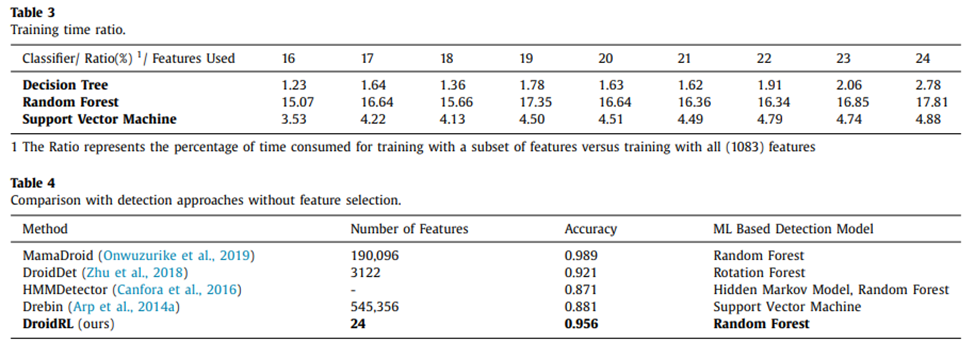 Table 3
Training time ratio.
Classifier/ Ratio(%) 1/ Features Used 16 17 18 19 20 21 22 23 24
Decision Tree 1.23 1.64 1.36 1.78 1.63 1.62 1.91 2.06 2.78
Random Forest 15.07 16.64 15.66 17.35 16.64 16.36 16.34 16.85 17.81
Support Vector Machine 3.53 4.22 4.13 4.50 4.51 4.49 4.79 4.74 4.88
1 The Ratio represents the percentage of time consumed for training with a subset of features versus training with all (1083) features
Table 4
Comparison with detection approaches without feature selection.
Method Number of Features Accuracy ML Based Detection Model
MamaDroid (Onwuzurike et al., 2019) 190,096 0.989 Random Forest
DroidDet (Zhu et al., 2018) 3122 0.921 Rotation Forest
HMMDetector (Canfora et al., 2016) - 0.871 Hidden Markov Model, Random Forest
Drebin (Arp et al., 2014a) 545,356 0.881 Support Vector Machine
DroidRL (ours) 24 0.956 Random Forest